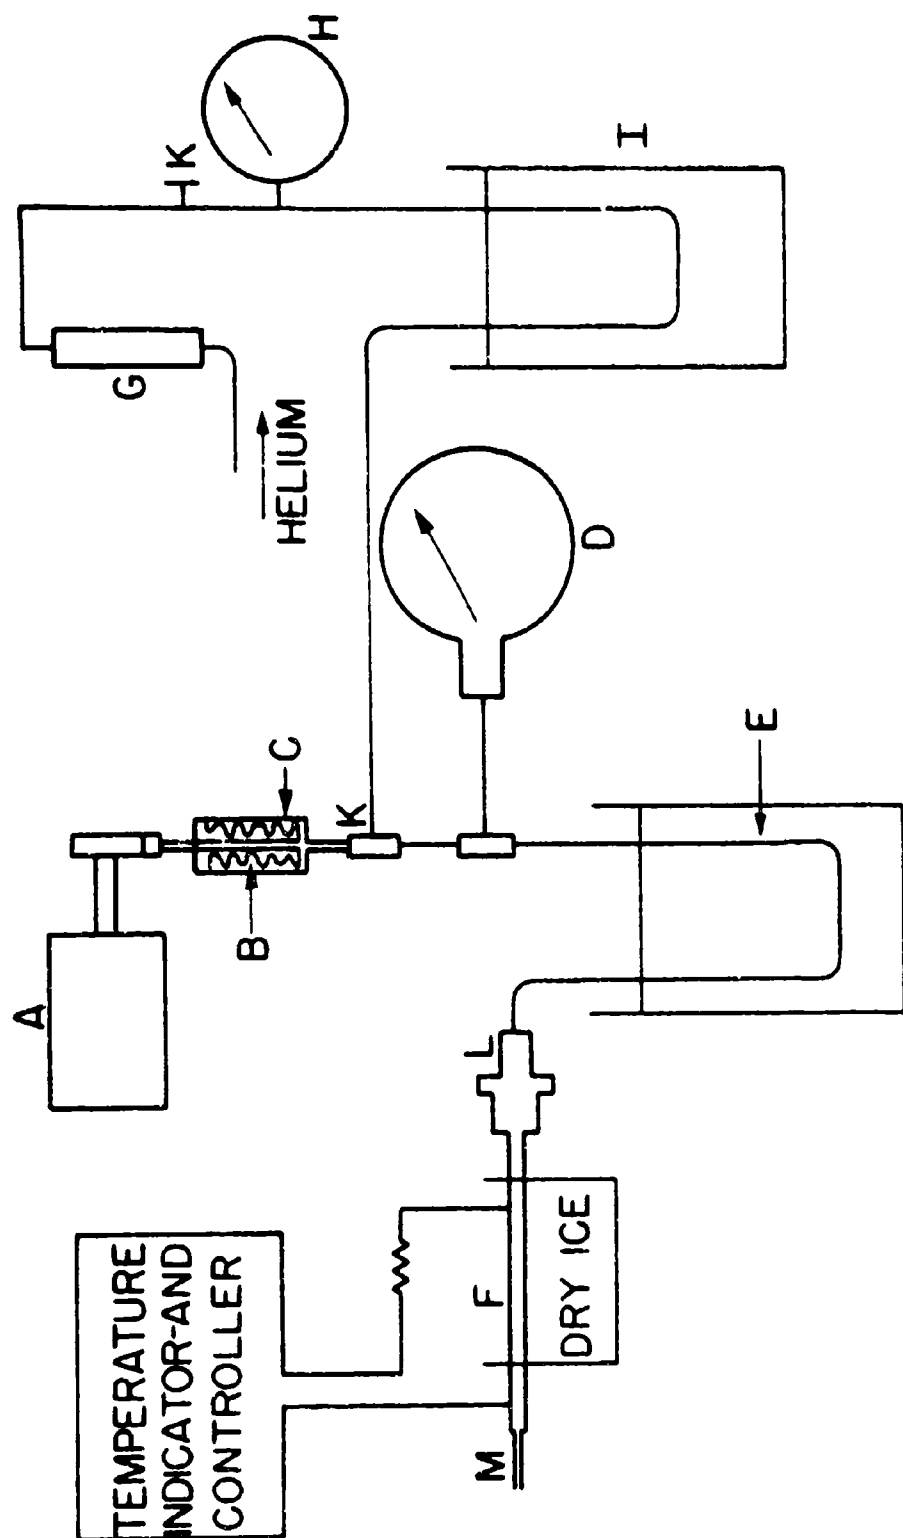 A
TEMPERATURE
INDICATOR-AND
CONTROLLER
G
K
B
C
HELIUM
H
K
M
F
L
DRY ICE
D
I
E